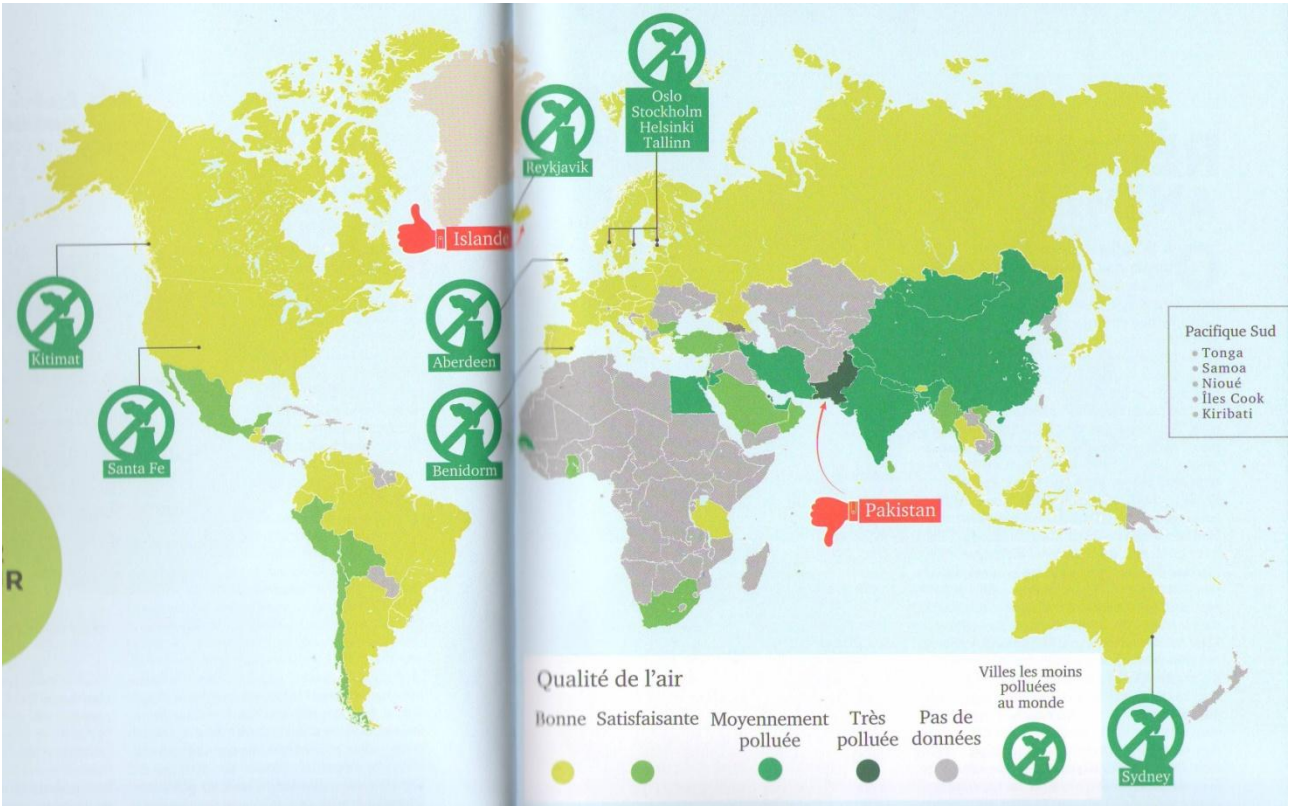 Oslo
Stockholm
Helsinki
Tallinn
Reykjavik
Islande
Kitimat
Aberdeen
Santa Fe
Benidorm
Pakistan
Pacifique Sud
Tonga
Samoa
Nioué
Îles Cook
Kiribati
R
Qualité de l'air
Bonne
Satisfaisante
Moyennement
polluée
Très
polluée
Pas de
données
Villes les moins
polluées
au monde
Sydney